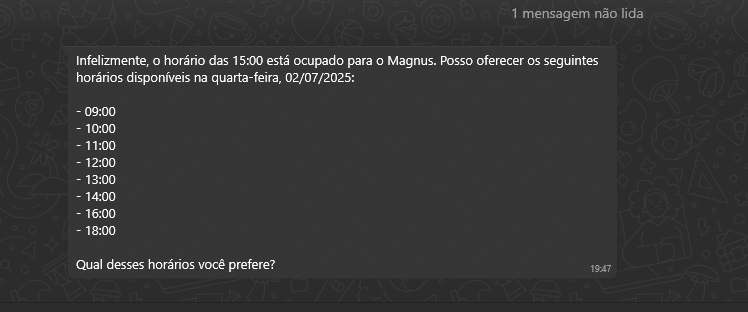 1 mensagem não lida
Infelizmente, o horário das 15:00 está ocupado para o Magnus. Posso oferecer os seguintes
horários disponíveis na quarta-feira, 02/07/2025:
- 09:00
- 10:00
- 11:00
- 12:00
- 13:00
- 14:00
- 16:00
- 18:00
Qual desses horários você prefere?
19:47